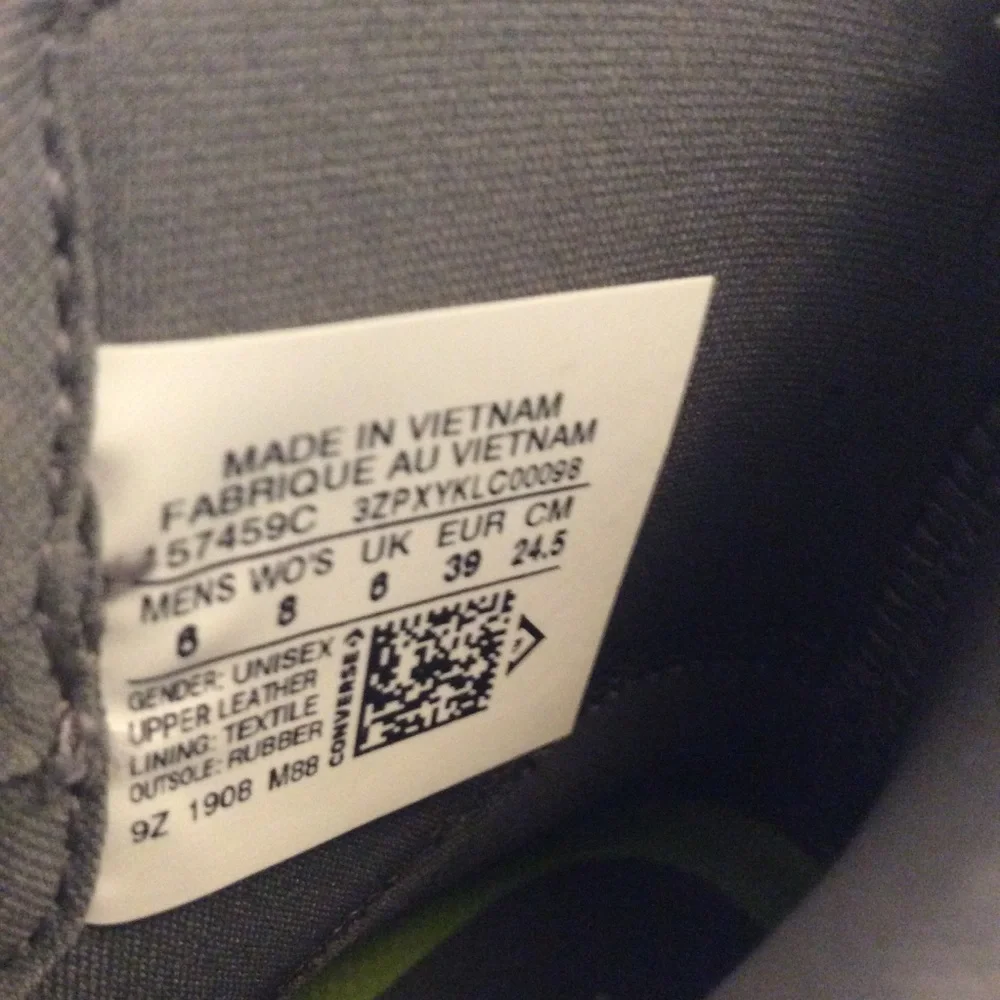 MADE IN VIETNAM
FABRIQUE AU VIETNAM
157459C 3ZPXYKLC00098
MENS WO'S UK EUR CM
6 8 6 39 24.5
GENDER: UNISEX
UPPER LEATHER
LINING: TEXTILE
OUTSOLE: RUBBER
9Z 1908 M88
CONVERSE